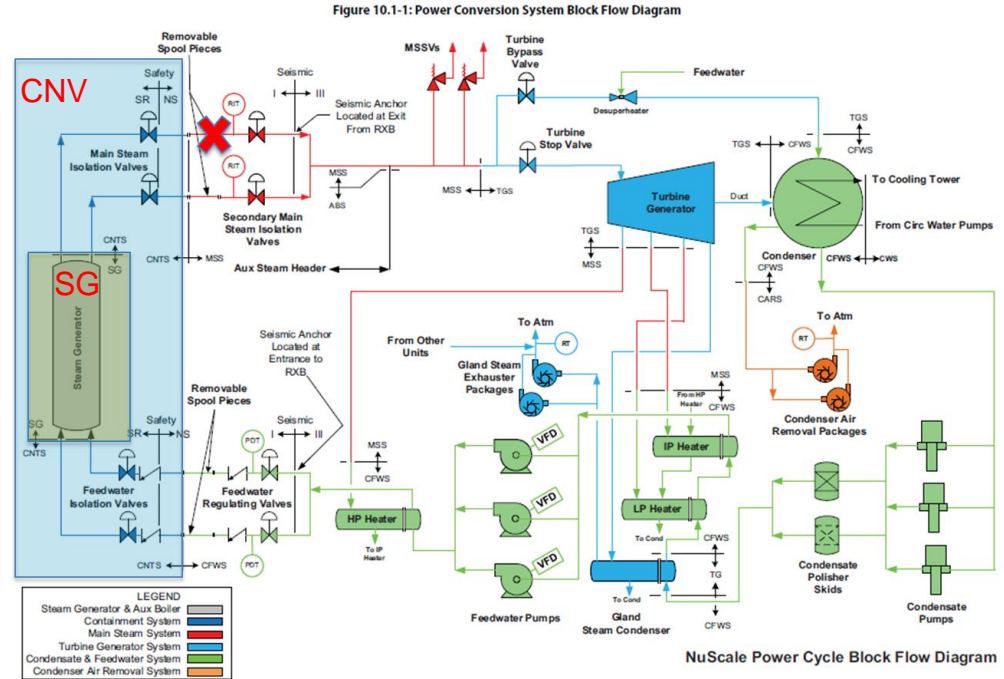 Figure 10.1-1: Power Conversion System Block Flow Diagram
Removable
Spool Pieces
CNV
Safety
SR
NS
Seismic
I
III
RIT
Seismic Anchor
Located at Exit
From RXB
Main Steam
Isolation Valves
RIT
Secondary Main
Steam Isolation
Valves
CNTS
MSS
MSS
ABS
Aux Steam Header
MSSVs
Turbine
Bypass
Valve
Feedwater
Desuperheater
Turbine
Stop Valve
MSS
TGS
TGS
CFWS
TGS
CFWS
Turbine
Generator
Duct
To Cooling Tower
From Circ Water Pumps
Condenser
CFWS
CWS
CFWS
CARS
TGS
MSS
CNTS
SG
SG
Steam Generator
SG
CNTS
Safety
SR
NS
Removable
Spool Pieces
Seismic Anchor
Located at
Entrance to
RXB
Seismic
I
III
PDT
Feedwater
Isolation Valves
Feedwater
Regulating Valves
PDT
CNTS
CFWS
MSS
CFWS
HP Heater
To IP
Heater
From Other
Units
To Atm
RT
Gland Steam
Exhauster
Packages
VFD
VFD
VFD
Feedwater Pumps
MSS
CFWS
From HP
Heater
IP Heater
LP Heater
To Cond
CFWS
TG
TG
CFWS
To Cond
Gland
Steam Condenser
To Atm
RT
Condenser Air
Removal Packages
Condensate
Polisher
Skids
Condensate
Pumps
LEGEND
Steam Generator & Aux Boiler
Containment System
Main Steam System
Turbine Generator System
Condensate & Feedwater System
Condenser Air Removal System
NuScale Power Cycle Block Flow Diagram